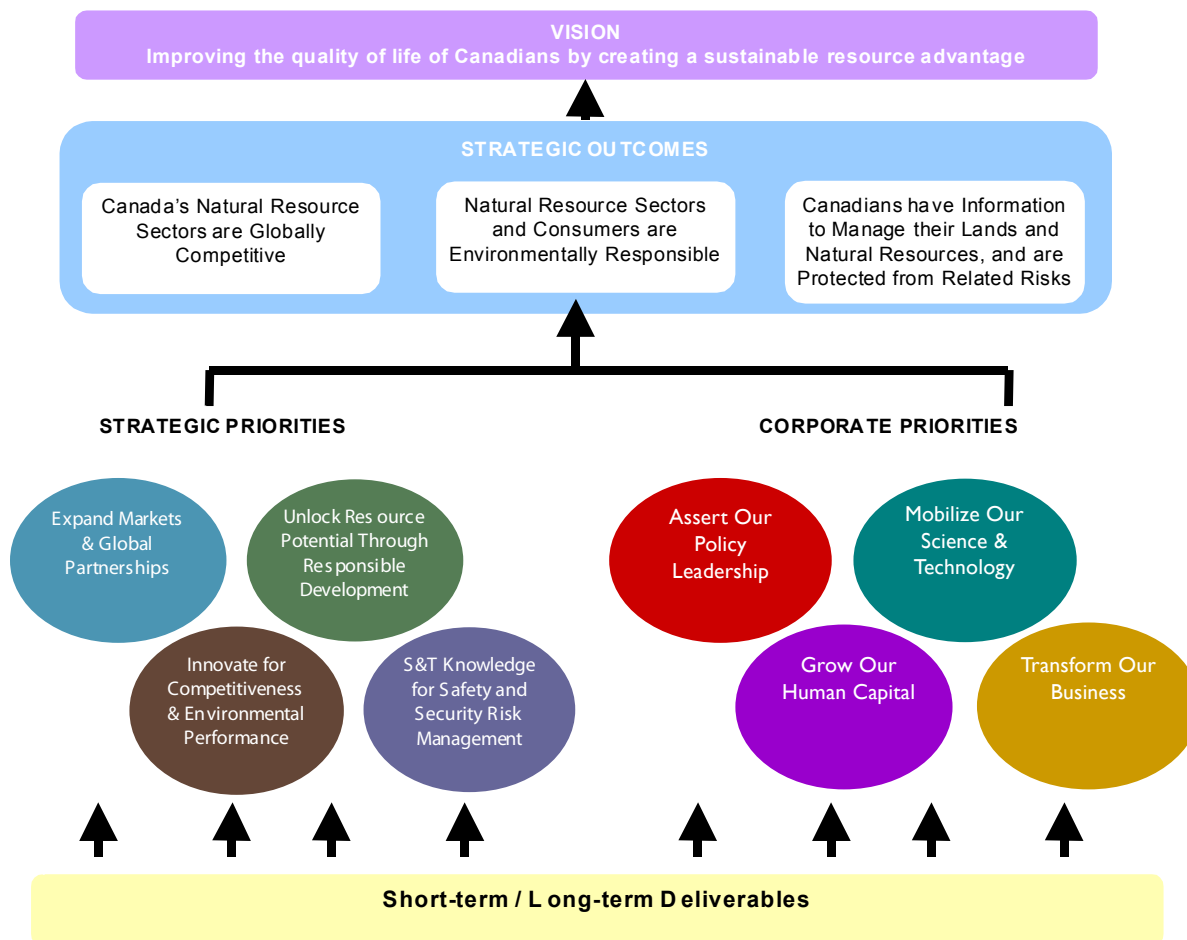 VISION
Improving the quality of life of Canadians by creating a sustainable resource advantage
STRATEGIC OUTCOMES
Canada's Natural Resource
Sectors are Globally
Competitive
Natural Resource Sectors
and Consumers are
Environmentally Responsible
Canadians have Information
to Manage their Lands and
Natural Resources, and are
Protected from Related Risks
STRATEGIC PRIORITIES
Expand Markets
& Global
Partnerships
Unlock Resource
Potential Through
Responsible
Development
Innovate for
Competitiveness
& Environmental
Performance
S&T Knowledge
for Safety and
Security Risk
Management
CORPORATE PRIORITIES
Assert Our
Policy
Leadership
Mobilize Our
Science &
Technology
Grow Our
Human Capital
Transform Our
Business
Short-term / Long-term Deliverables